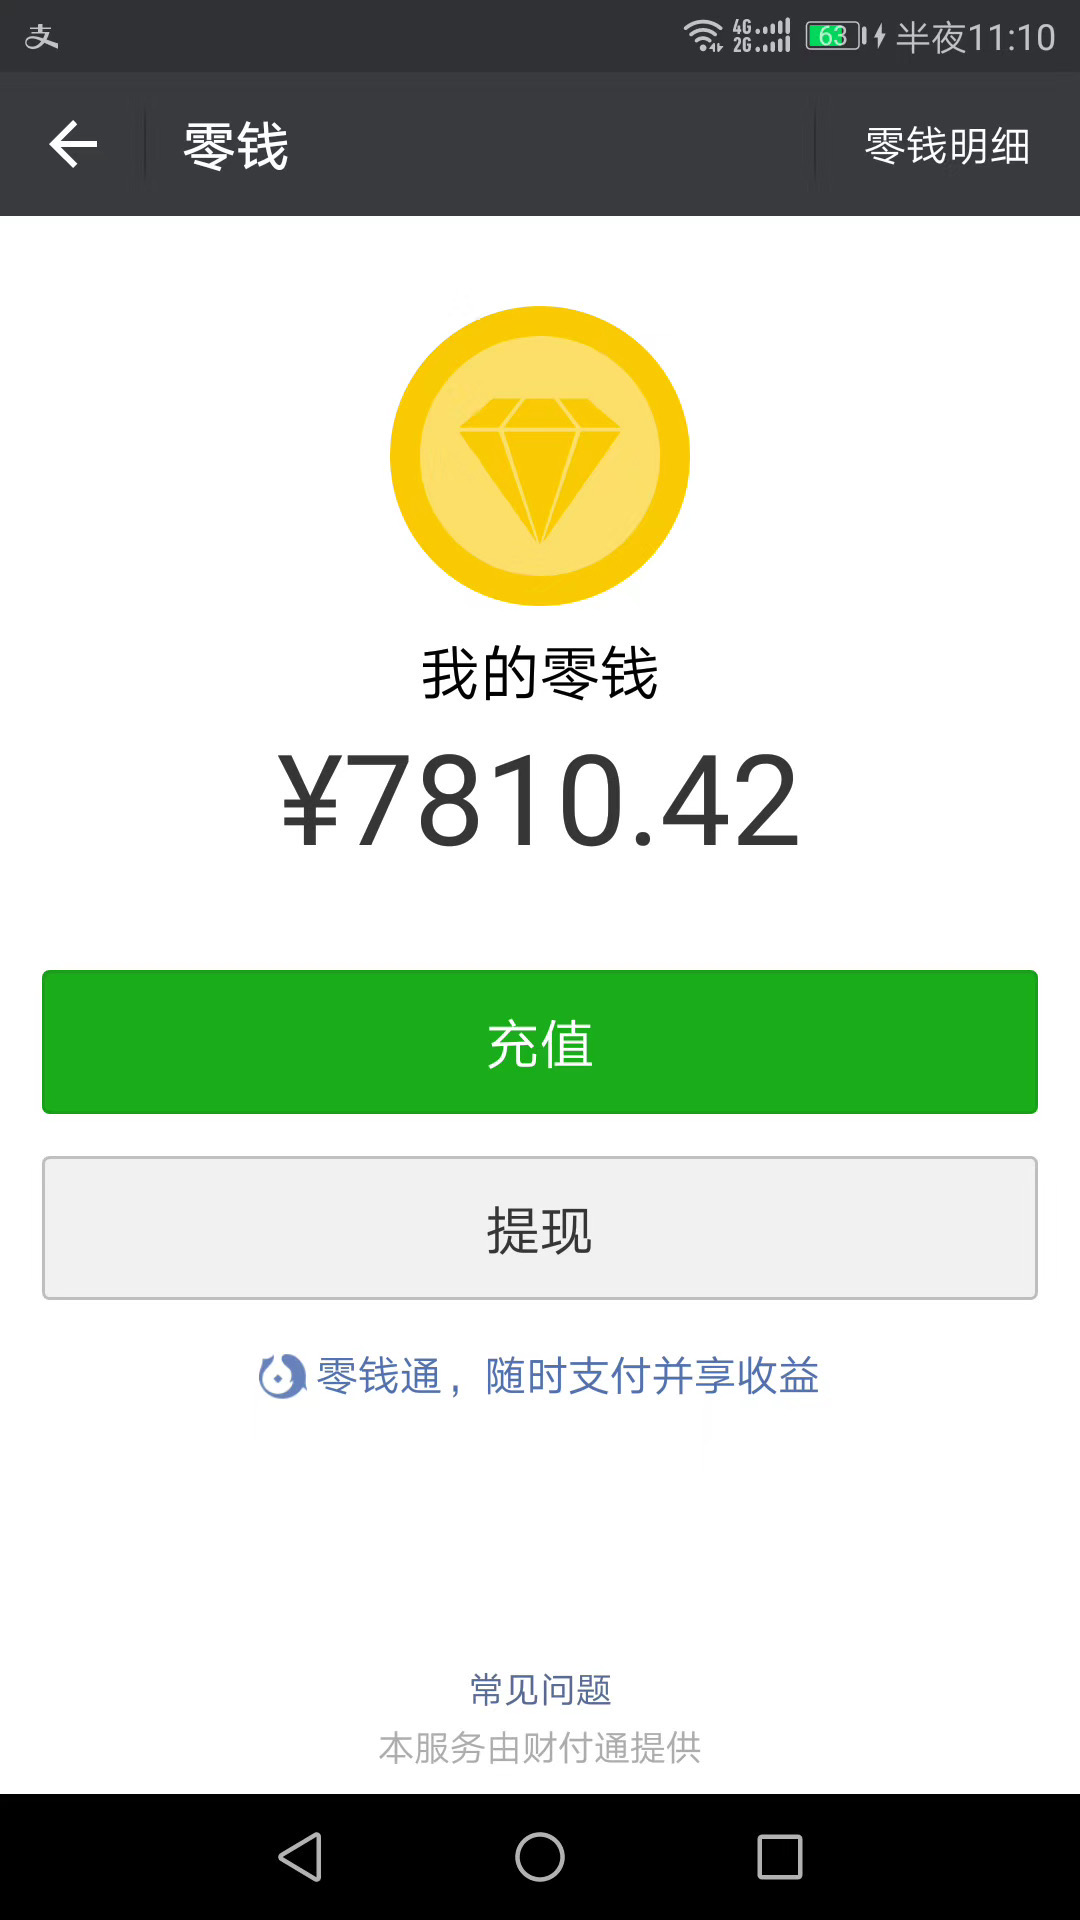 支 4G 2G 63 半夜11:10
零钱 零钱明细
我的零钱
¥7810.42
充值
提现
零钱通，随时支付并享收益
常见问题
本服务由财付通提供